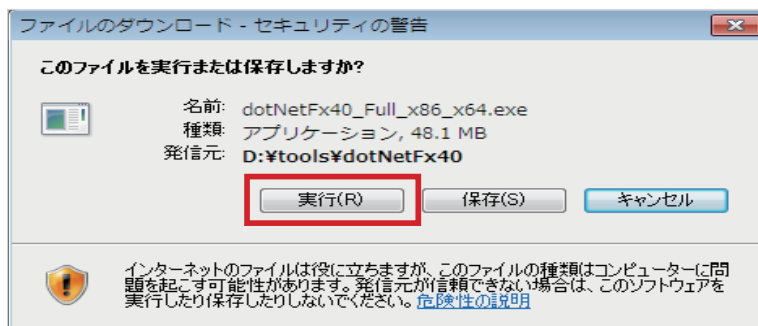 ファイルのダウンロード - セキュリティの警告
このファイルを実行または保存しますか?
名前: dotNetFx40_Full_x86_x64.exe
種類: アプリケーション, 48.1 MB
発信元: D:¥tools¥dotNetFx40
実行(R) 保存(S) キャンセル
インターネットのファイルは役に立ちますが、このファイルの種類はコンピューターに問
題を起こす可能性があります。発信元が信頼できない場合は、このソフトウェアを
実行したり保存したりしないでください。危険性の説明